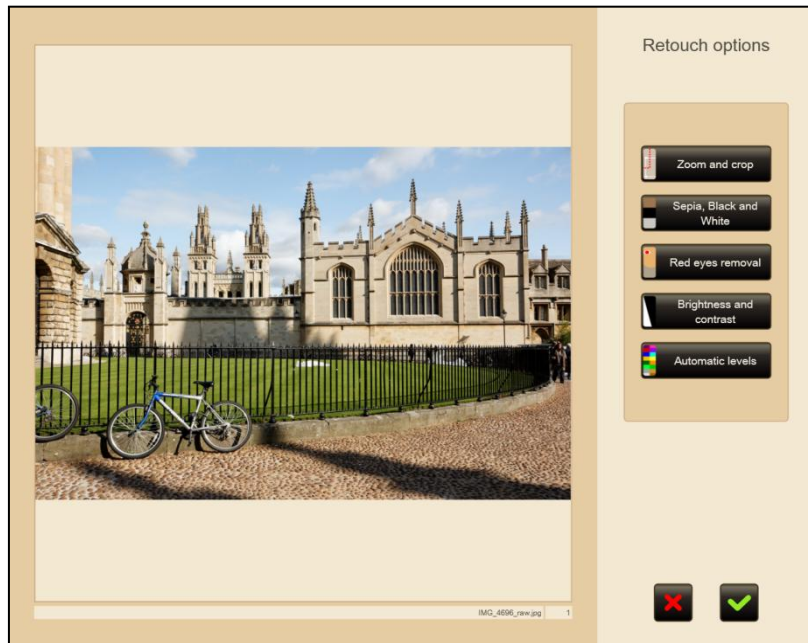 Retouch options
Zoom and crop
Sepia, Black and
White
Red eyes removal
Brightness and
contrast
Automatic levels
IMG_4696_raw.jpg 1